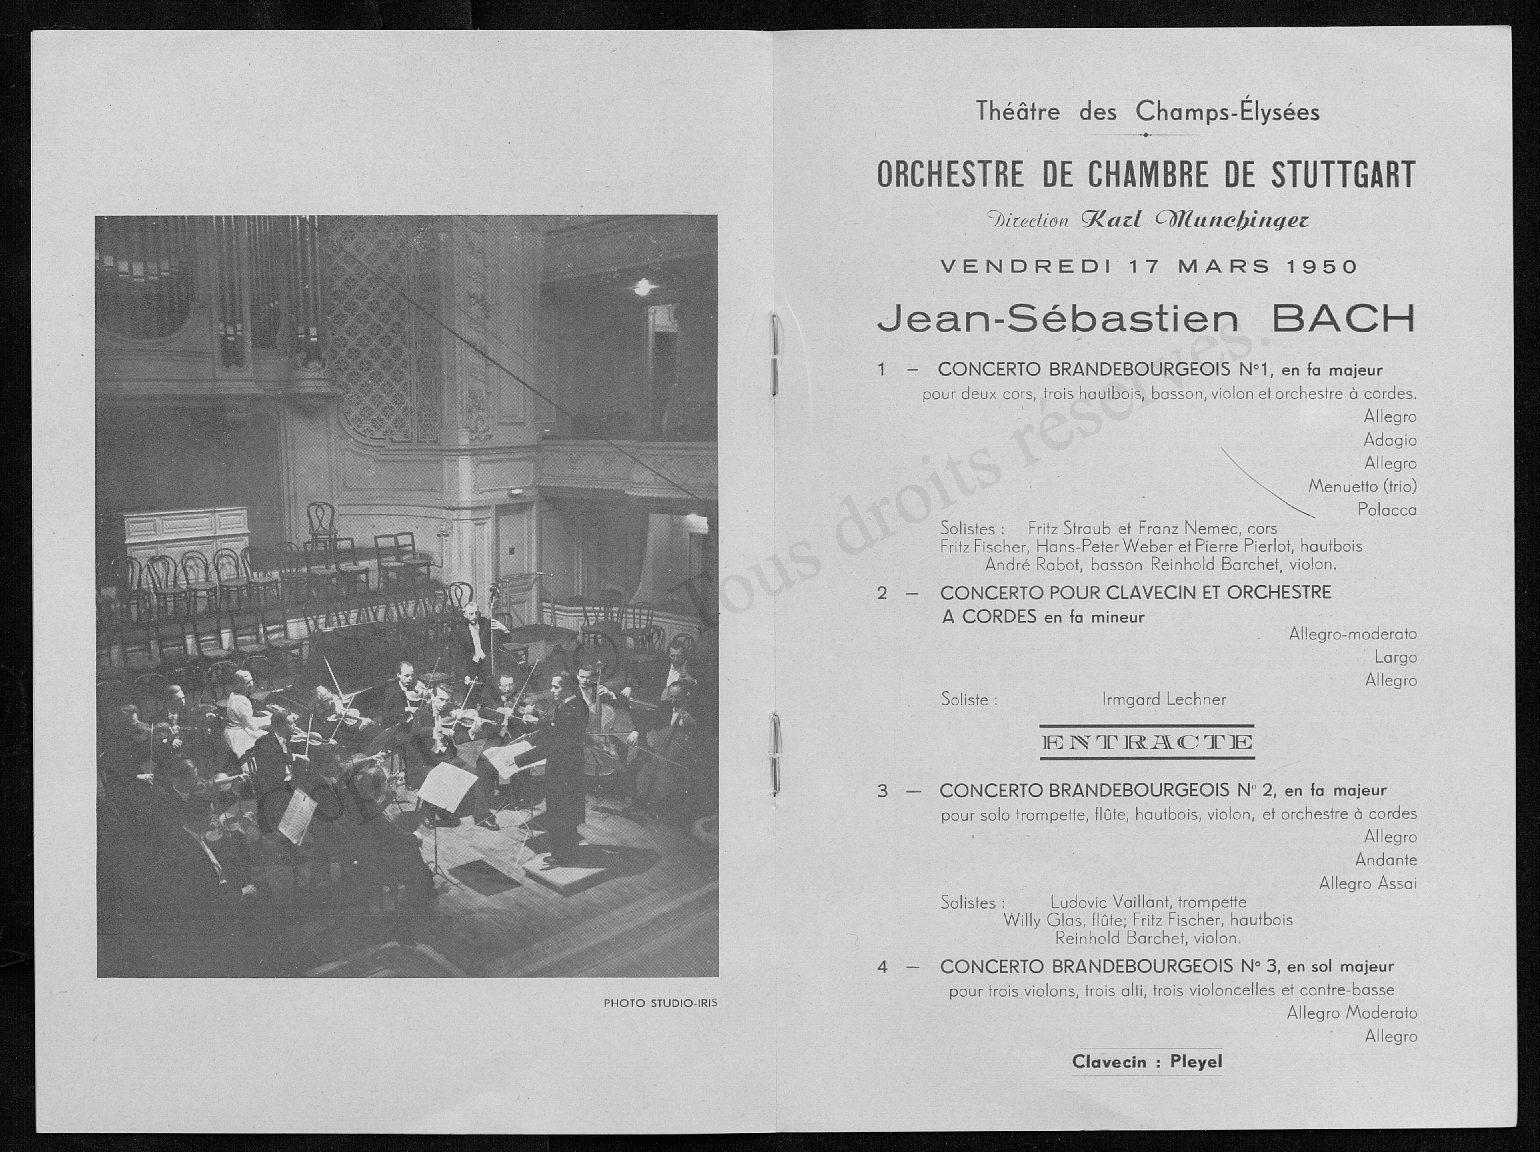 PHOTO STUDIO-IRIS
Théâtre des Champs-Élysées
ORCHESTRE DE CHAMBRE DE STUTTGART
Direction Karl Munchinger
VENDREDI 17 MARS 1950
Jean-Sébastien BACH
1 – CONCERTO BRANDEBOURGEOIS N°1, en fa majeur
pour deux cors, trois hautbois, basson, violon et orchestre à cordes.
Allegro
Adagio
Allegro
Menuetto (trio)
Polacca
Solistes : Fritz Straub et Franz Nemec, cors
Fritz Fischer, Hans-Peter Weber et Pierre Pierlot, hautbois
André Rabot, basson Reinhold Barchet, violon.
2 – CONCERTO POUR CLAVECIN ET ORCHESTRE
A CORDES en fa mineur
Allegro-moderato
Largo
Allegro
Soliste : Irmgard Lechner
ENTRACTE
3 – CONCERTO BRANDEBOURGEOIS N° 2, en fa majeur
pour solo trompette, flûte, hautbois, violon, et orchestre à cordes
Allegro
Andante
Allegro Assai
Solistes : Ludovic Vaillant, trompette
Willy Glas, flûte; Fritz Fischer, hautbois
Reinhold Barchet, violon.
4 – CONCERTO BRANDEBOURGEOIS N° 3, en sol majeur
pour trois violons, trois alti, trois violoncelles et contre-basse
Allegro Moderato
Allegro
Clavecin : Pleyel
© Tous droits réservés.